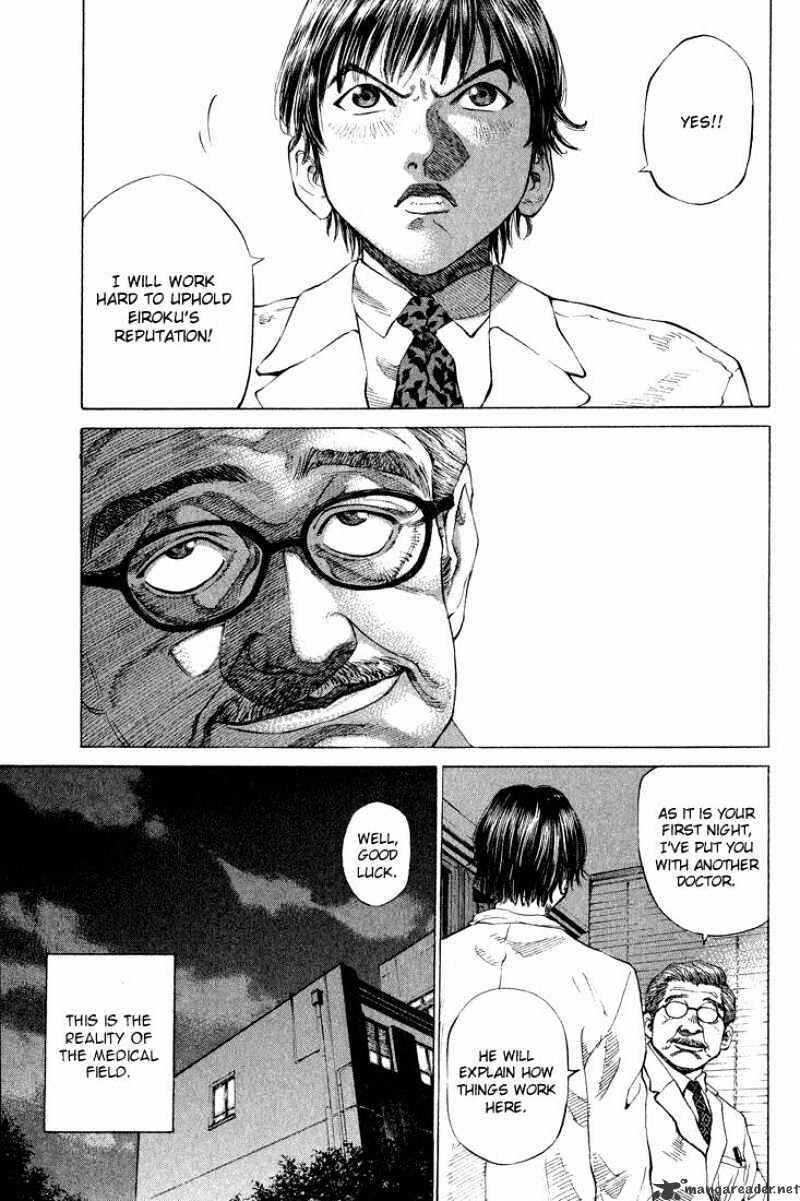 YES!!
I WILL WORK
HARD TO UPHOLD
EIROKU'S
REPUTATION!
AS IT IS YOUR
FIRST NIGHT,
I'VE PUT YOU
WITH ANOTHER
DOCTOR.
HE WILL
EXPLAIN HOW
THINGS WORK
HERE.
WELL,
GOOD
LUCK.
THIS IS THE
REALITY OF
THE MEDICAL
FIELD.
mangareader.net